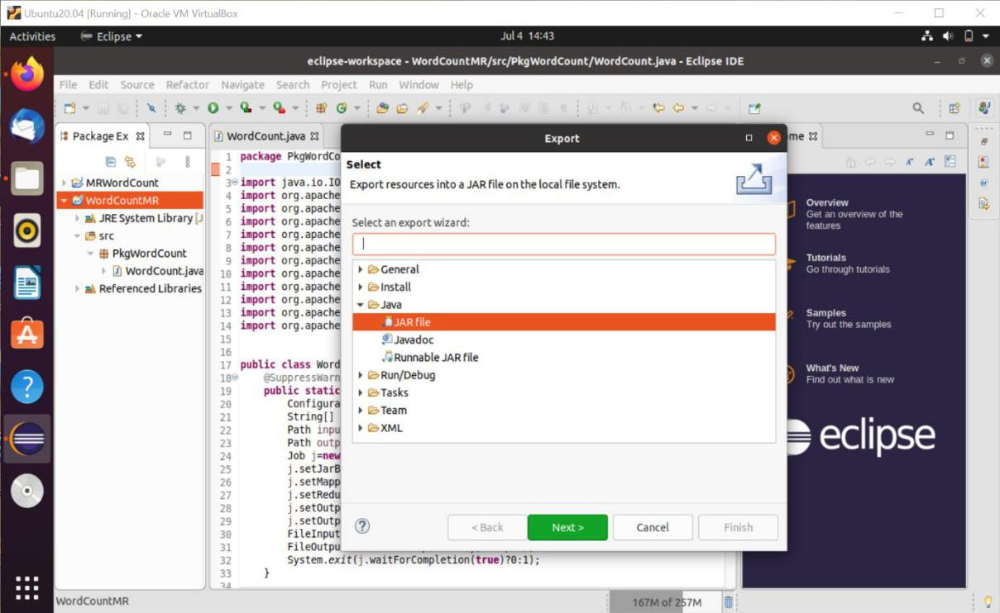 Ubuntu20.04 [Running] - Oracle VM VirtualBox
Activities
Eclipse
Jul 4 14:43
eclipse-workspace - WordCountMR/src/PkgWordCount/WordCount.java - Eclipse IDE
File Edit Source Refactor Navigate Search Project Run Window Help
Package Ex
WordCount.java
MRWordCount
WordCountMR
JRE System Library [J
src
PkgWordCount
WordCount.java
Referenced Libraries
1 package PkgWordCo
2
3 import java.io.IO
4 import org.apache
5 import org.apache
6 import org.apache
7 import org.apache
8 import org.apache
9 import org.apache
10 import org.apache
11 import org.apache
12 import org.apache
13 import org.apache
14 import org.apache
15
16
17 public class Word
18 @SuppressWarn
19 public static
20 Configura
21 String[]
22 Path inpu
23 Path outp
24 Job j=new
25 j.setJarB
26 j.setMapp
27 j.setRedu
28 j.setOutp
29 j.setOutp
30 FileInput
31 FileOutpu
32 System.exit(j.waitForCompletion(true)?0:1);
33 }
34
Export
Select
Export resources into a JAR file on the local file system.
Select an export wizard:
General
Install
Java
JAR file
Javadoc
Runnable JAR file
Run/Debug
Tasks
Team
XML
< Back
Next >
Cancel
Finish
me
Overview
Get an overview of the
features
Tutorials
Go through tutorials
Samples
Try out the samples
What's New
Find out what is new
eclipse
WordCountMR
167M of 257M